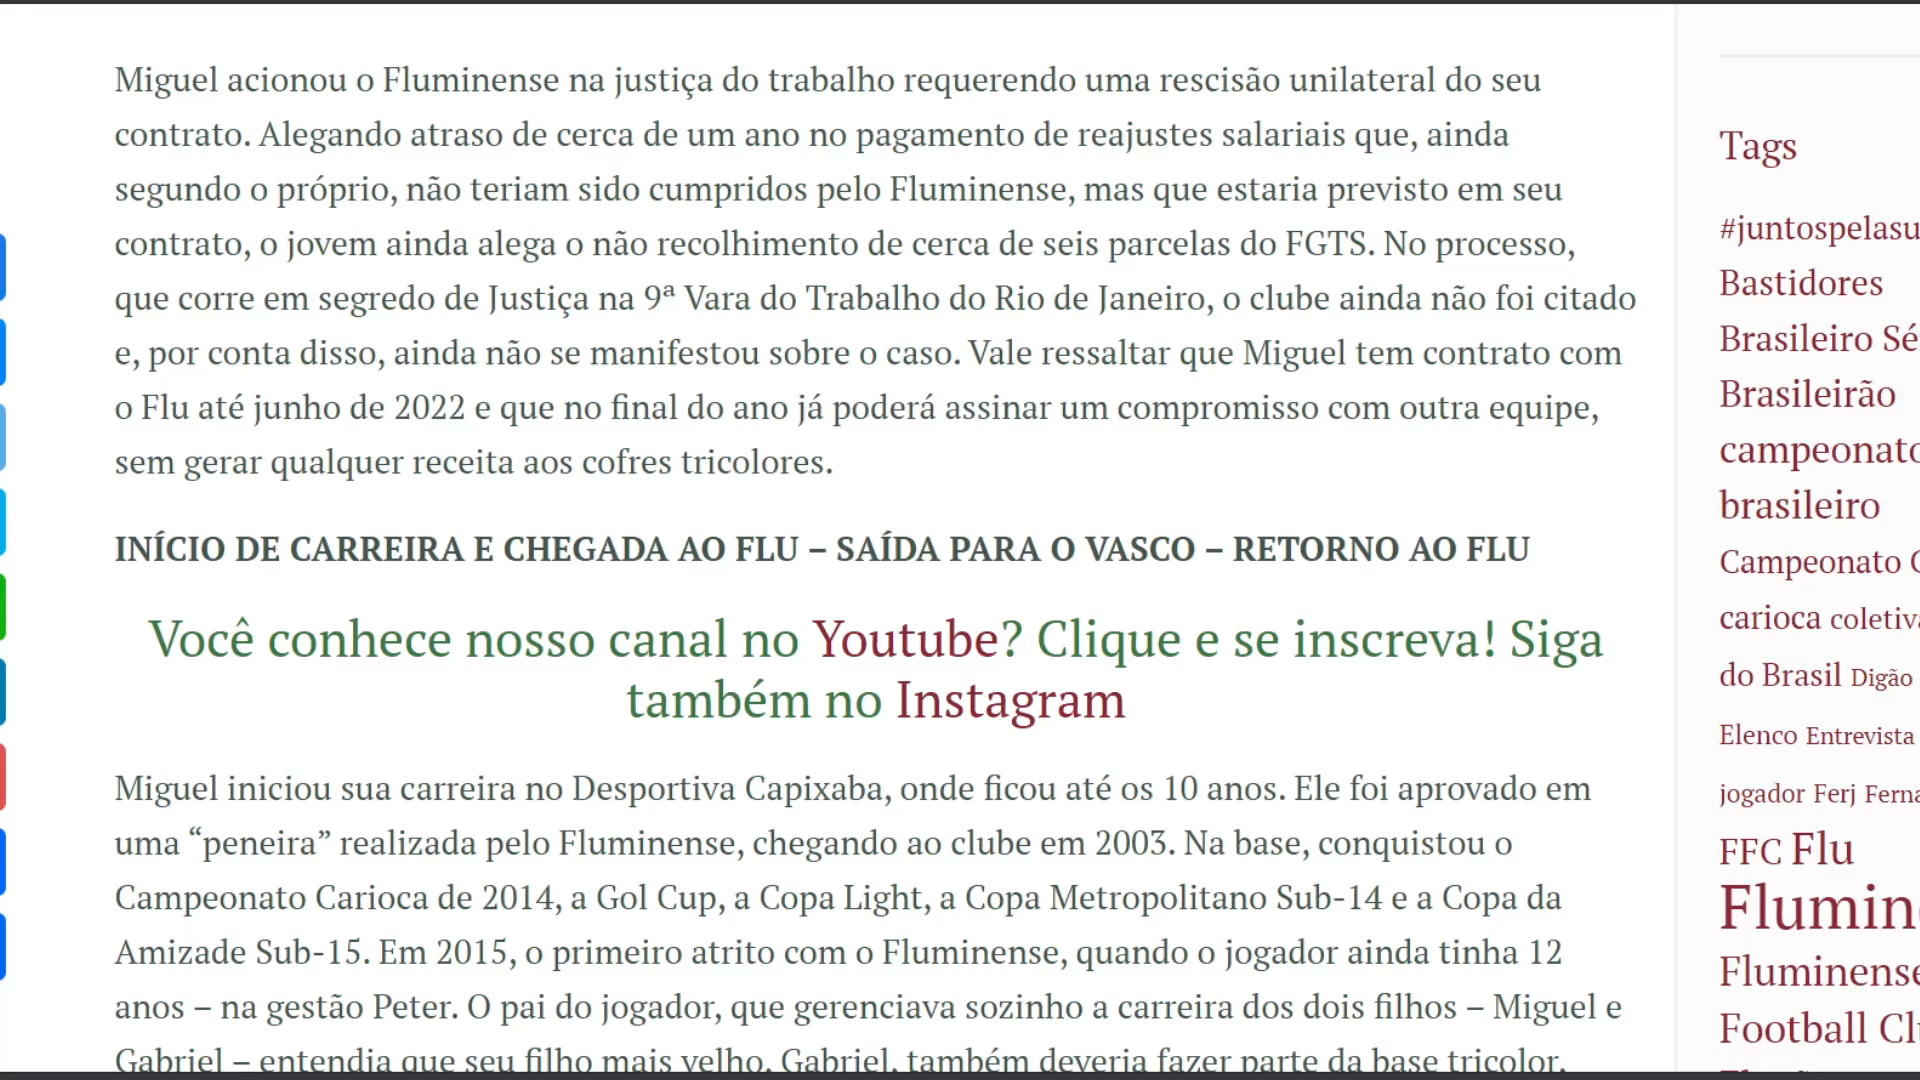 Miguel acionou o Fluminense na justiça do trabalho requerendo uma rescisão unilateral do seu
contrato. Alegando atraso de cerca de um ano no pagamento de reajustes salariais que, ainda
segundo o próprio, não teriam sido cumpridos pelo Fluminense, mas que estaria previsto em seu
contrato, o jovem ainda alega o não recolhimento de cerca de seis parcelas do FGTS. No processo,
que corre em segredo de Justiça na 9ª Vara do Trabalho do Rio de Janeiro, o clube ainda não foi citado
e, por conta disso, ainda não se manifestou sobre o caso. Vale ressaltar que Miguel tem contrato com
o Flu até junho de 2022 e que no final do ano já poderá assinar um compromisso com outra equipe,
sem gerar qualquer receita aos cofres tricolores.
INÍCIO DE CARREIRA E CHEGADA AO FLU – SAÍDA PARA O VASCO – RETORNO AO FLU
Você conhece nosso canal no Youtube? Clique e se inscreva! Siga
também no Instagram
Miguel iniciou sua carreira no Desportiva Capixaba, onde ficou até os 10 anos. Ele foi aprovado em
uma “peneira” realizada pelo Fluminense, chegando ao clube em 2003. Na base, conquistou o
Campeonato Carioca de 2014, a Gol Cup, a Copa Light, a Copa Metropolitano Sub-14 e a Copa da
Amizade Sub-15. Em 2015, o primeiro atrito com o Fluminense, quando o jogador ainda tinha 12
anos – na gestão Peter. O pai do jogador, que gerenciava sozinho a carreira dos dois filhos – Miguel e
Gabriel – entendia que seu filho mais velho, Gabriel, também deveria fazer parte da base tricolor.
Tags
#juntospelasu
Bastidores
Brasileiro Sé
Brasileirão
campeonato
brasileiro
Campeonato
carioca coletiva
do Brasil Digão
Elenco Entrevista
jogador Ferj Ferna
FFC Flu
Flumin
Fluminense
Football Cl